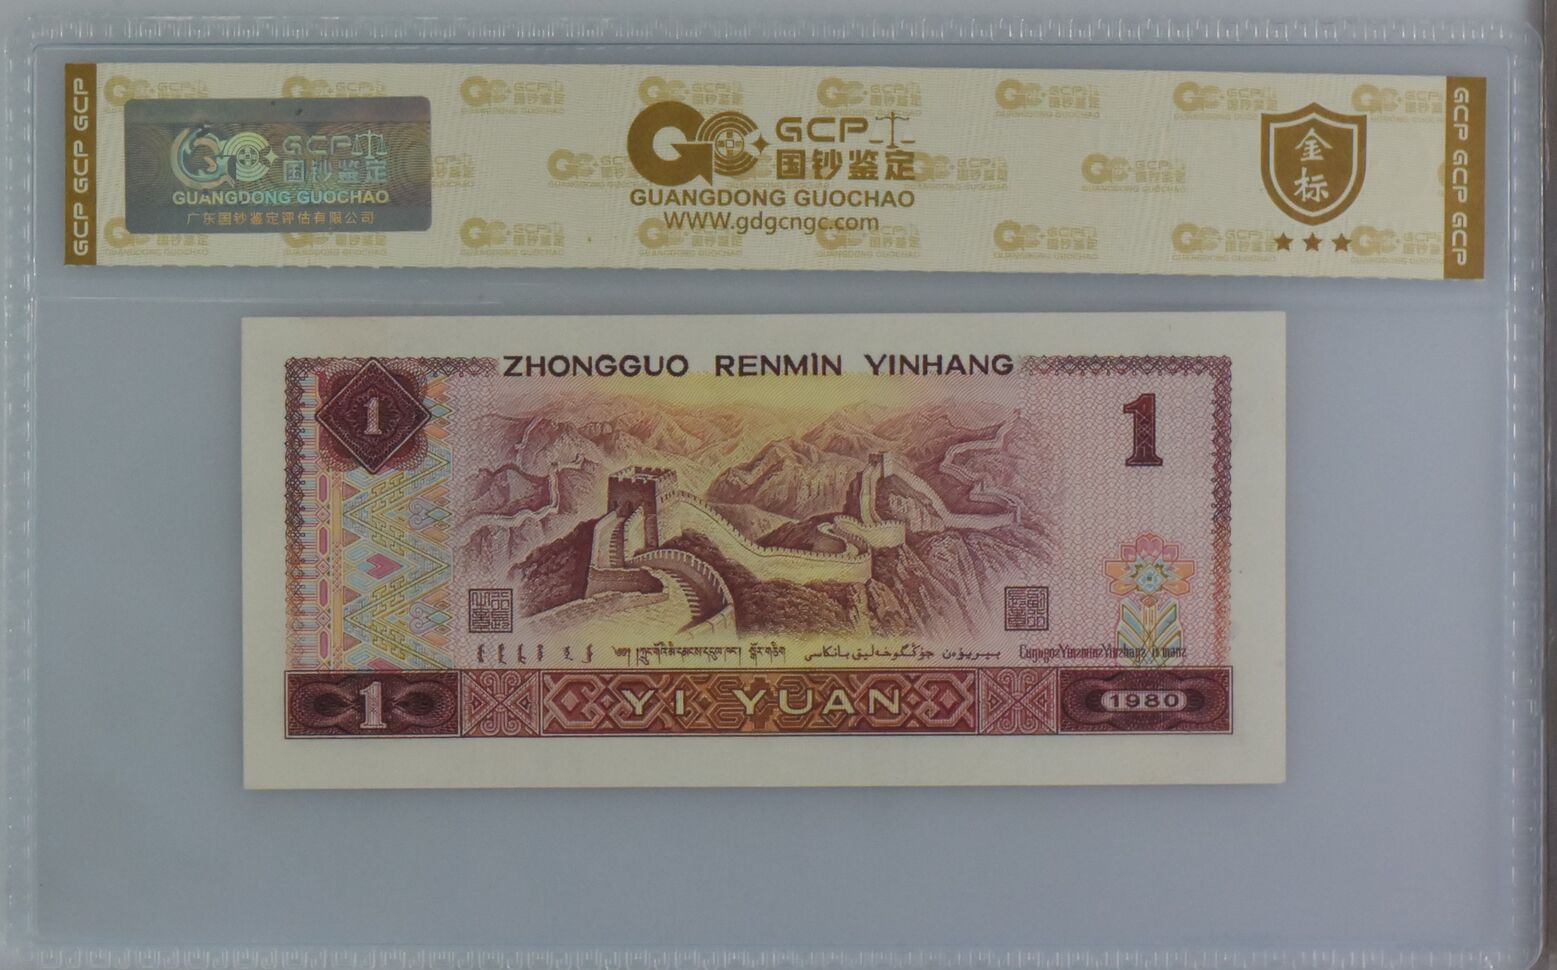 GCP GCP GCP
GCP
国钞鉴定
GUANGDONG GUOCHAO
广东国钞鉴定评估有限公司
GCP
国钞鉴定
GUANGDONG GUOCHAO
WWW.gdgcngc.com
金
标
GCP GCP GCP
ZHONGGUO RENMIN YINHANG
1
1
1
YI YUAN
1980